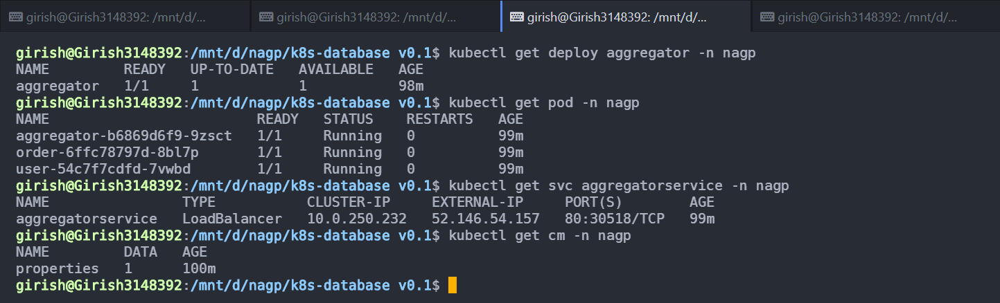 girish@Girish3148392: /mnt/d/... girish@Girish3148392: /mnt/d/... girish@Girish3148392: /mnt/d/... girish@Girish3148392: /mnt/d/...
girish@Girish3148392:/mnt/d/nagp/k8s-database v0.1$ kubectl get deploy aggregator -n nagp
NAME         READY   UP-TO-DATE   AVAILABLE   AGE
aggregator   1/1     1            1           98m
girish@Girish3148392:/mnt/d/nagp/k8s-database v0.1$ kubectl get pod -n nagp
NAME                         READY   STATUS    RESTARTS   AGE
aggregator-b6869d6f9-9zsct   1/1     Running   0          99m
order-6ffc78797d-8bl7p       1/1     Running   0          99m
user-54c7f7cdfd-7vwbd        1/1     Running   0          99m
girish@Girish3148392:/mnt/d/nagp/k8s-database v0.1$ kubectl get svc aggregatorservice -n nagp
NAME                TYPE           CLUSTER-IP     EXTERNAL-IP     PORT(S)        AGE
aggregatorservice   LoadBalancer   10.0.250.232   52.146.54.157   80:30518/TCP   99m
girish@Girish3148392:/mnt/d/nagp/k8s-database v0.1$ kubectl get cm -n nagp
NAME         DATA   AGE
properties   1      100m
girish@Girish3148392:/mnt/d/nagp/k8s-database v0.1$